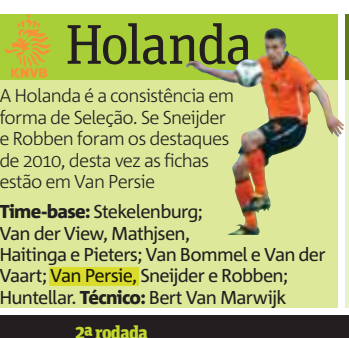 KNVB
Holanda
A Holanda é a consistência em
forma de Seleção. Se Sneijder
e Robben foram os destaques
de 2010, desta vez as fichas
estão em Van Persie
Time-base: Stekelenburg;
Van der View, Mathjsen,
Haitinga e Pieters; Van Bommel e Van der
Vaart; Van Persie, Sneijder e Robben;
Huntellar. Técnico: Bert Van Marwijk
2ª rodada